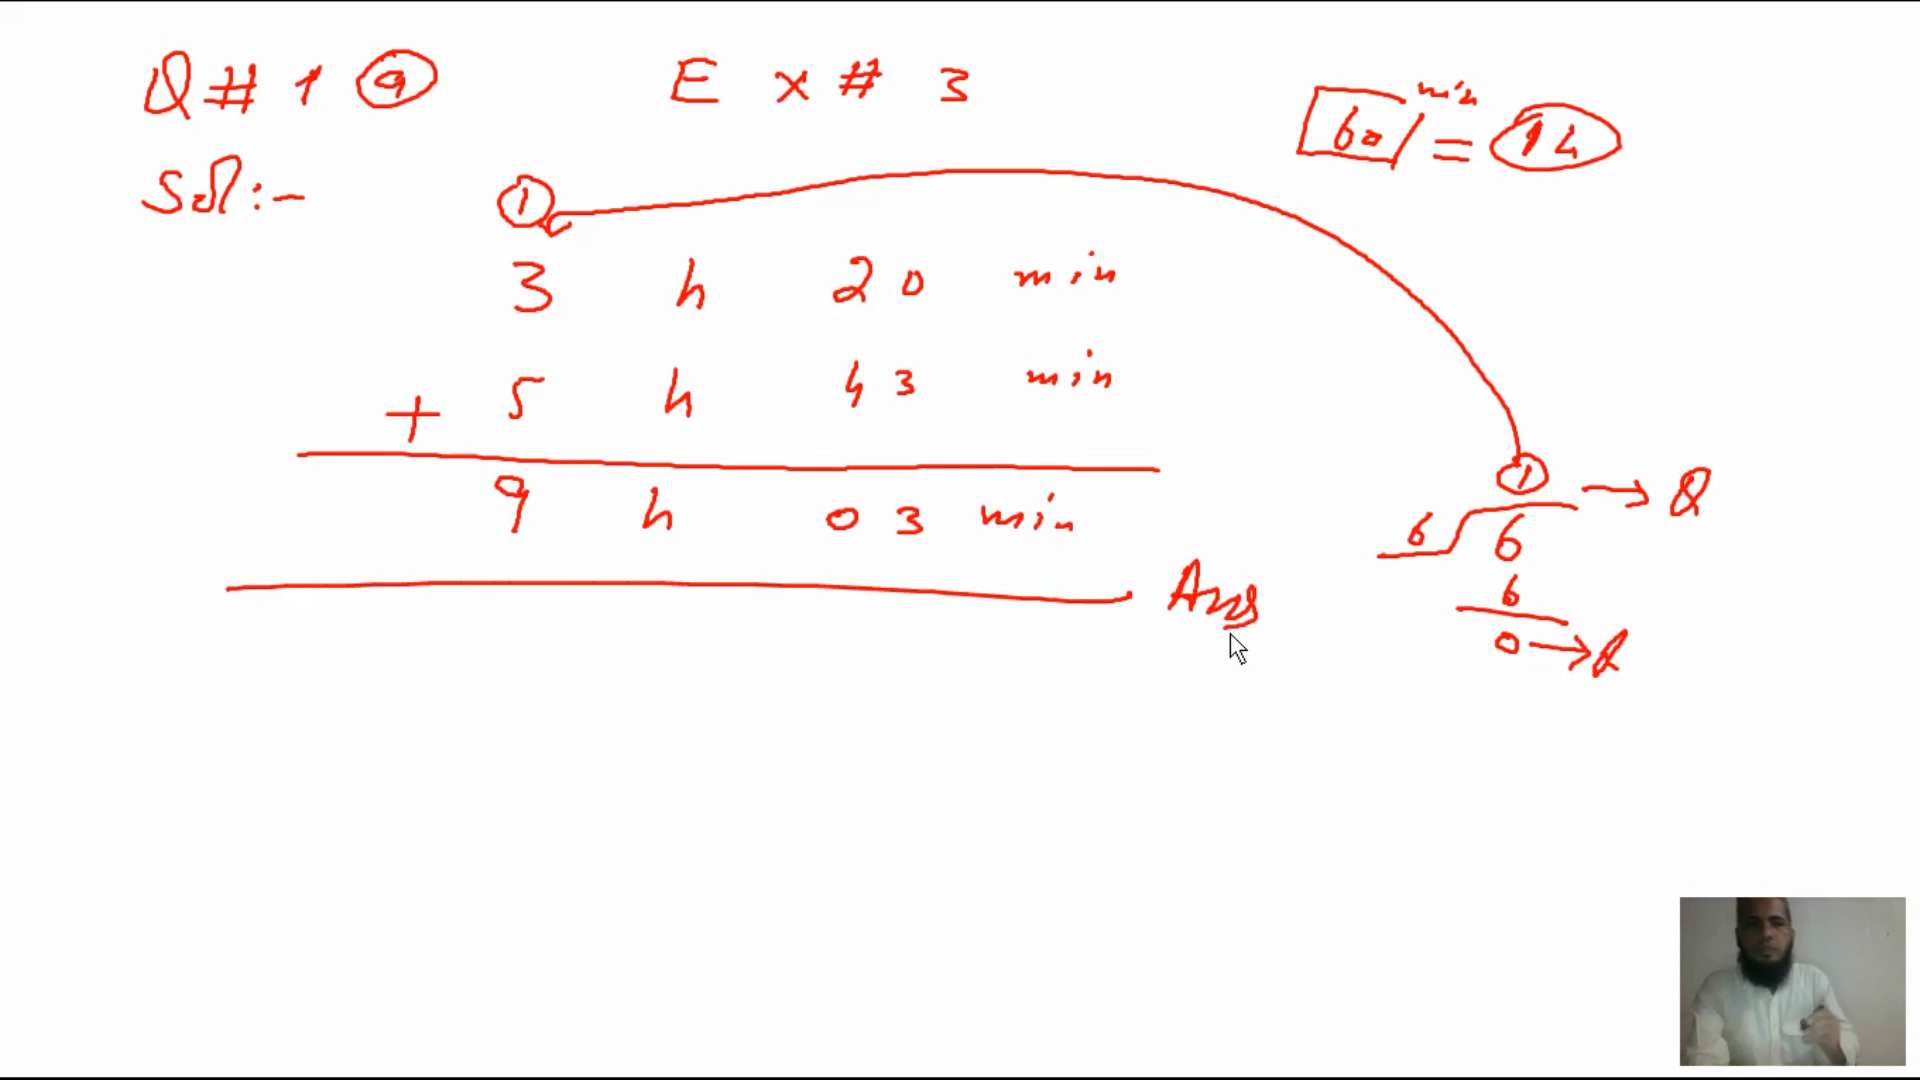 Q # 1 a Ex # 3
60 min = 1h
Sol:-
1
3 h 20 min
+ 5 h 43 min
9 h 03 min
Ans
1 → Q
6 6
6
0 → R